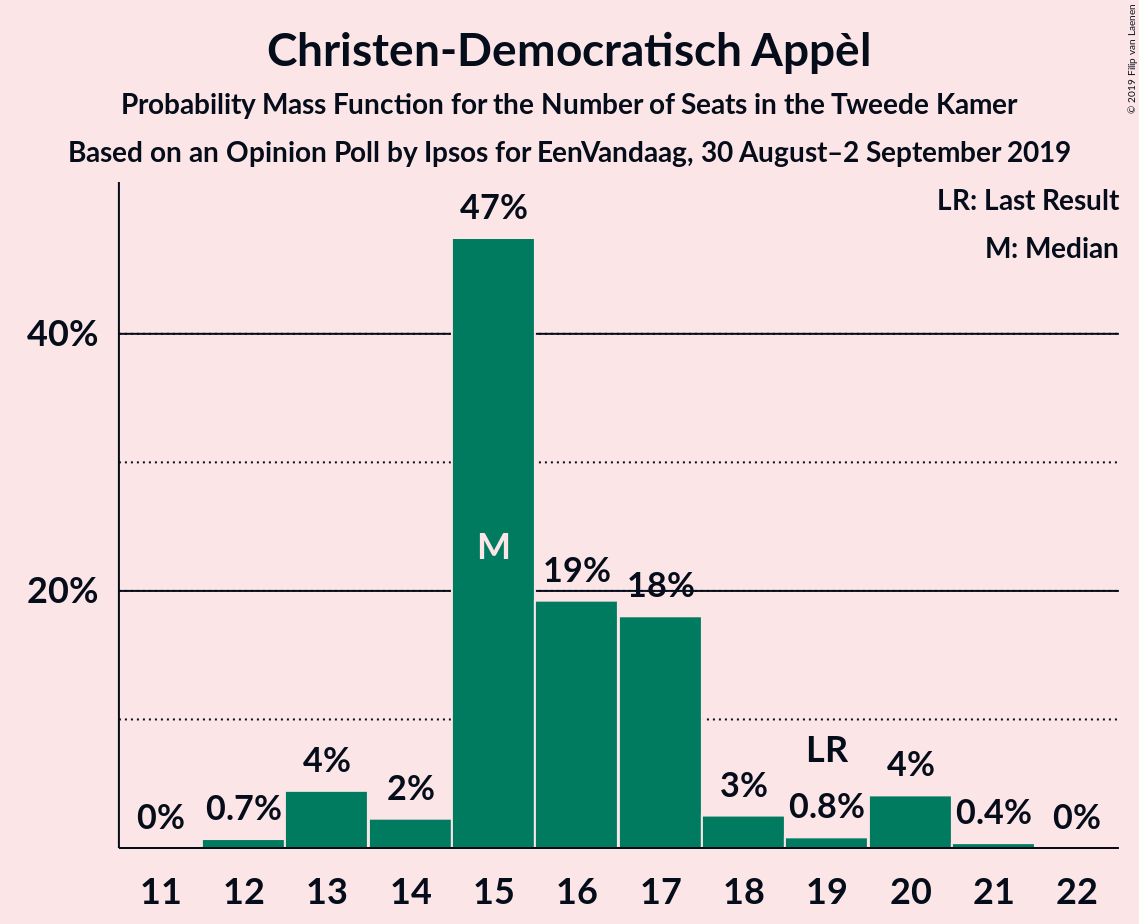 Christen-Democratisch Appèl
Probability Mass Function for the Number of Seats in the Tweede Kamer
Based on an Opinion Poll by Ipsos for EenVandaag, 30 August–2 September 2019
© 2019 Filip van Laenen
LR: Last Result
M: Median
47%
40%
M
19%
18%
20%
LR
4%
4%
2%
3%
0%
0.7%
0.8%
0.4%
0%
11 12 13 14 15 16 17 18 19 20 21 22